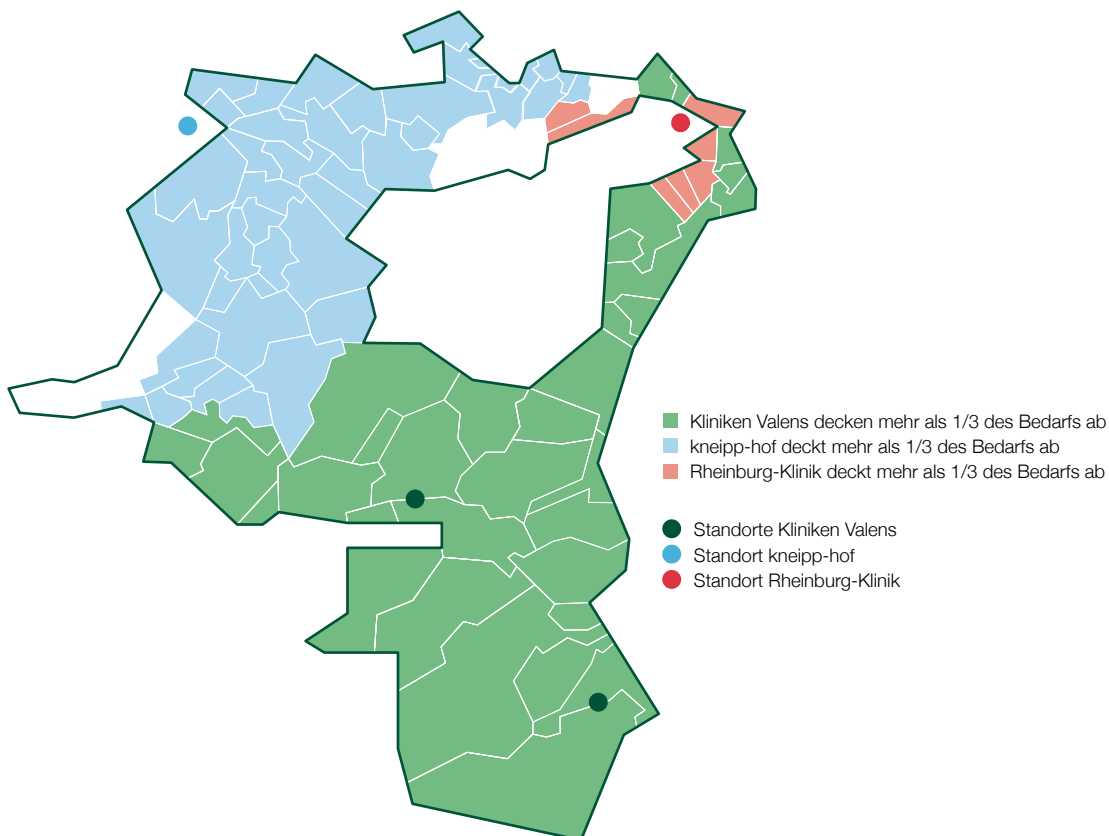 Kliniken Valens decken mehr als 1/3 des Bedarfs ab
kneipp-hof deckt mehr als 1/3 des Bedarfs ab
Rheinburg-Klinik deckt mehr als 1/3 des Bedarfs ab
Standorte Kliniken Valens
Standort kneipp-hof
Standort Rheinburg-Klinik